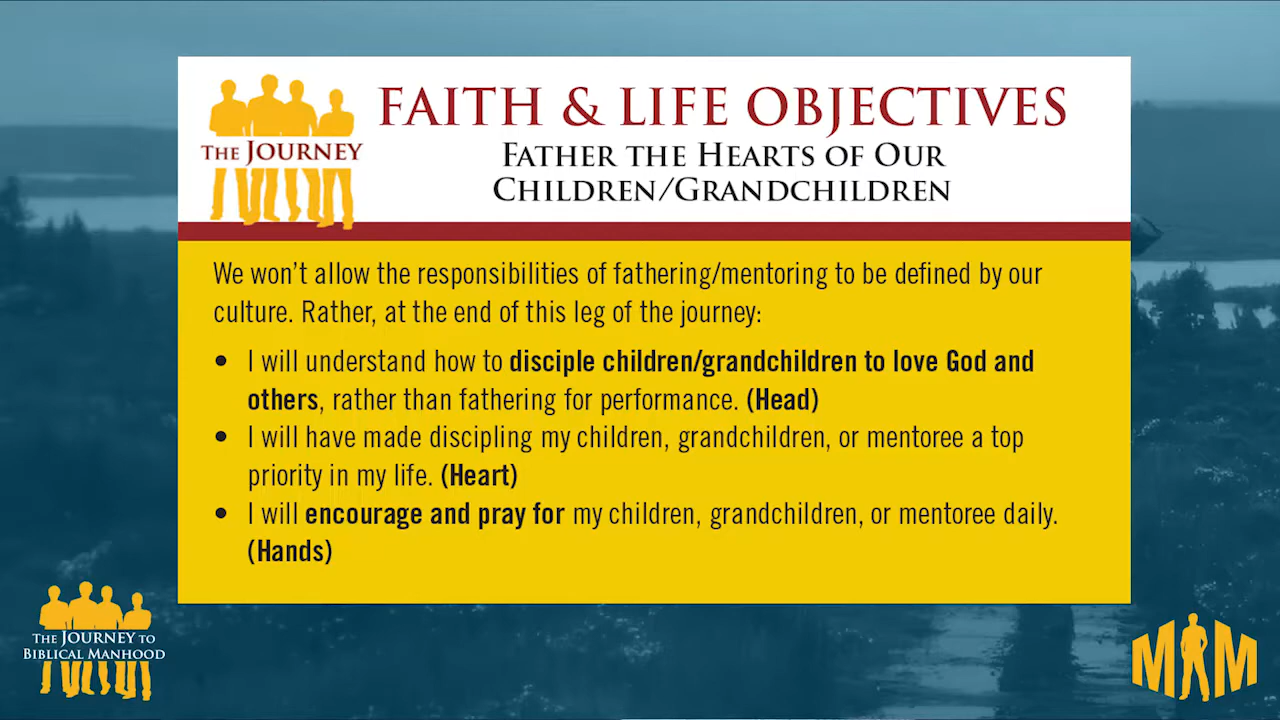 THE JOURNEY
FAITH & LIFE OBJECTIVES
FATHER THE HEARTS OF OUR
CHILDREN/GRANDCHILDREN
We won’t allow the responsibilities of fathering/mentoring to be defined by our
culture. Rather, at the end of this leg of the journey:
• I will understand how to disciple children/grandchildren to love God and
others, rather than fathering for performance. (Head)
• I will have made discipling my children, grandchildren, or mentoree a top
priority in my life. (Heart)
• I will encourage and pray for my children, grandchildren, or mentoree daily.
(Hands)
THE JOURNEY TO
BIBLICAL MANHOOD
MM